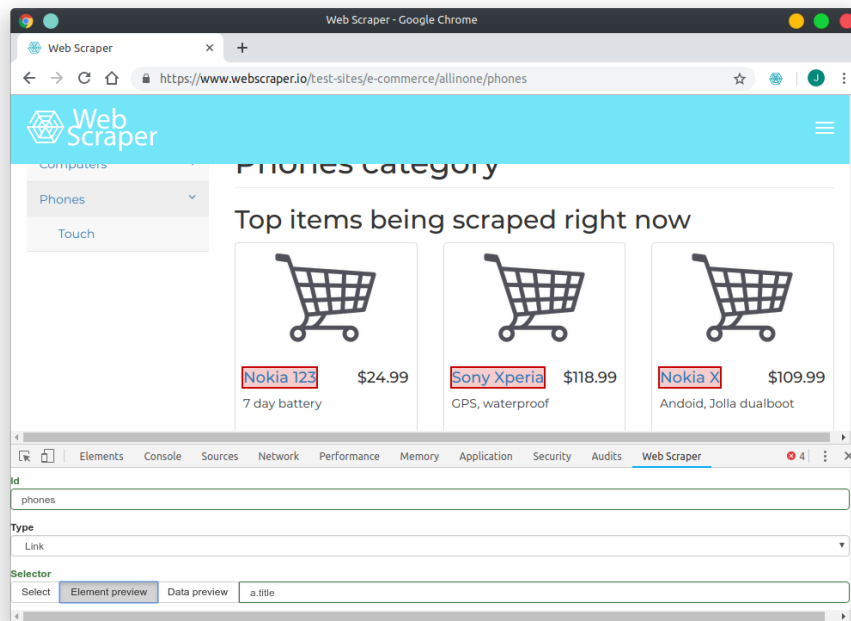 Web Scraper - Google Chrome
Web Scraper
https://www.webscraper.io/test-sites/e-commerce/allinone/phones
J
Web
Scraper
Computers
Phones category
Phones
Touch
Top items being scraped right now
Nokia 123 $24.99
7 day battery
Sony Xperia $118.99
GPS, waterproof
Nokia X $109.99
Andoid, Jolla dualboot
Elements Console Sources Network Performance Memory Application Security Audits Web Scraper 4
Id
phones
Type
Link
Selector
Select Element preview Data preview a.title